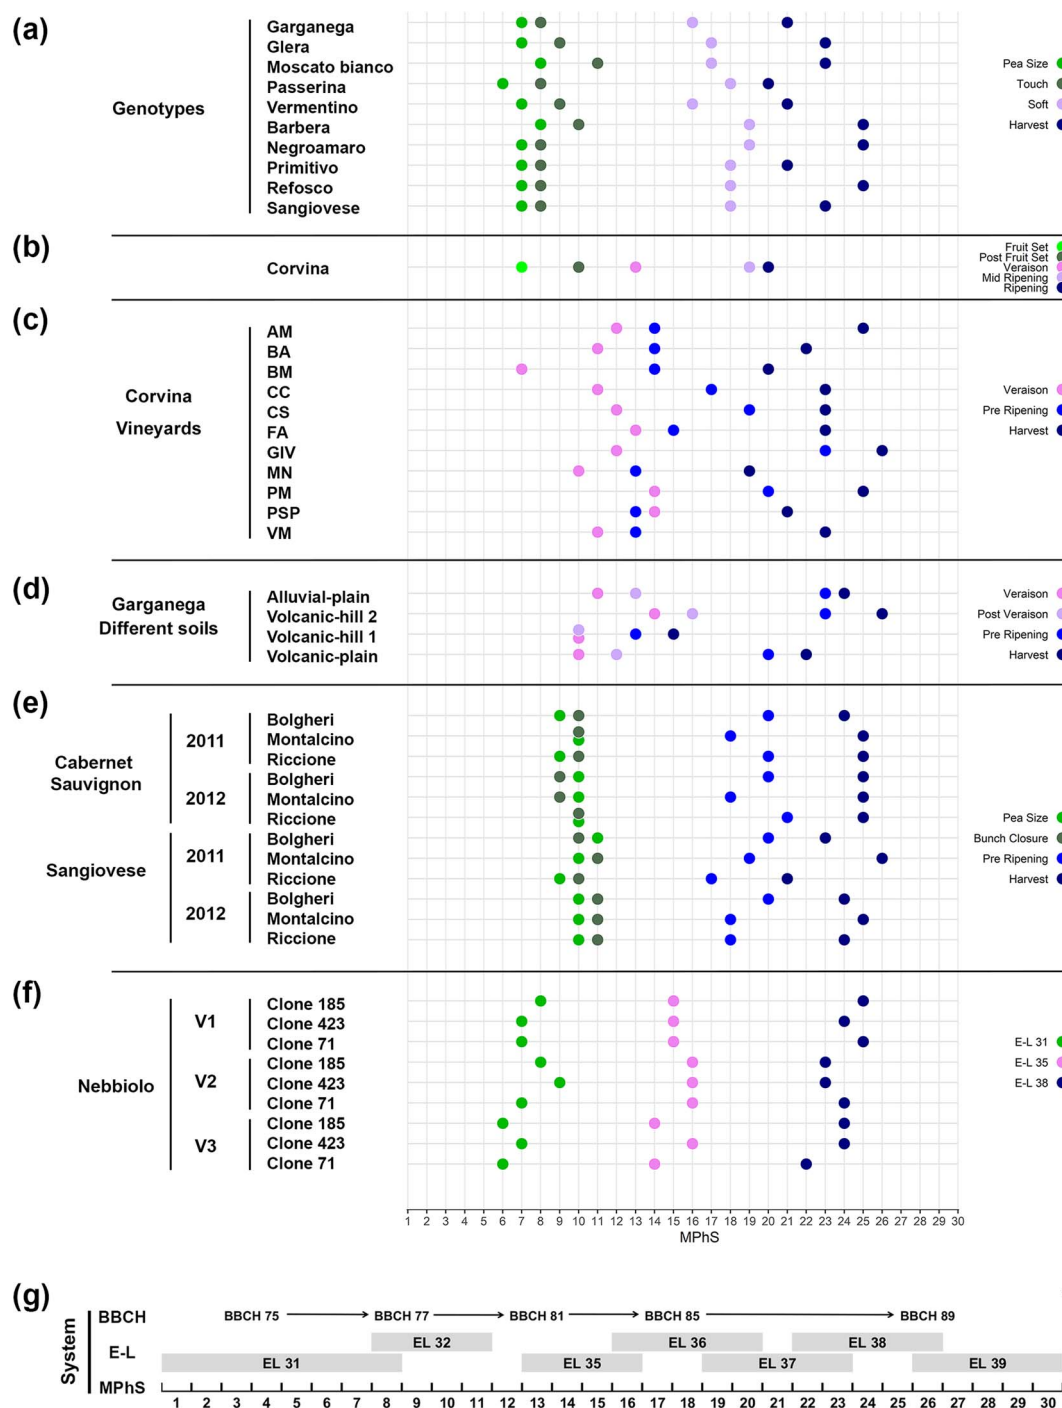 (a)
Genotypes
Garganega
Glera
Moscato bianco
Passerina
Vermentino
Barbera
Negroamaro
Primitivo
Refosco
Sangiovese
Pea Size
Touch
Soft
Harvest
(b)
Corvina
Fruit Set
Post Fruit Set
Veraison
Mid Ripening
Ripening
(c)
Corvina
Vineyards
AM
BA
BM
CC
CS
FA
GIV
MN
PM
PSP
VM
Veraison
Pre Ripening
Harvest
(d)
Garganega
Different soils
Alluvial-plain
Volcanic-hill 2
Volcanic-hill 1
Volcanic-plain
Veraison
Post Veraison
Pre Ripening
Harvest
(e)
Cabernet
Sauvignon
2011
Bolgheri
Montalcino
Riccione
2012
Bolgheri
Montalcino
Riccione
Sangiovese
2011
Bolgheri
Montalcino
Riccione
2012
Bolgheri
Montalcino
Riccione
Pea Size
Bunch Closure
Pre Ripening
Harvest
(f)
Nebbiolo
V1
Clone 185
Clone 423
Clone 71
V2
Clone 185
Clone 423
Clone 71
V3
Clone 185
Clone 423
Clone 71
E-L 31
E-L 35
E-L 38
1 2 3 4 5 6 7 8 9 10 11 12 13 14 15 16 17 18 19 20 21 22 23 24 25 26 27 28 29 30
MPhS
(g)
System
BBCH BBCH 75 BBCH 77 BBCH 81 BBCH 85 BBCH 89
E-L
EL 32 EL 36 EL 38
EL 31 EL 35 EL 37 EL 39
MPhS
1 2 3 4 5 6 7 8 9 10 11 12 13 14 15 16 17 18 19 20 21 22 23 24 25 26 27 28 29 30